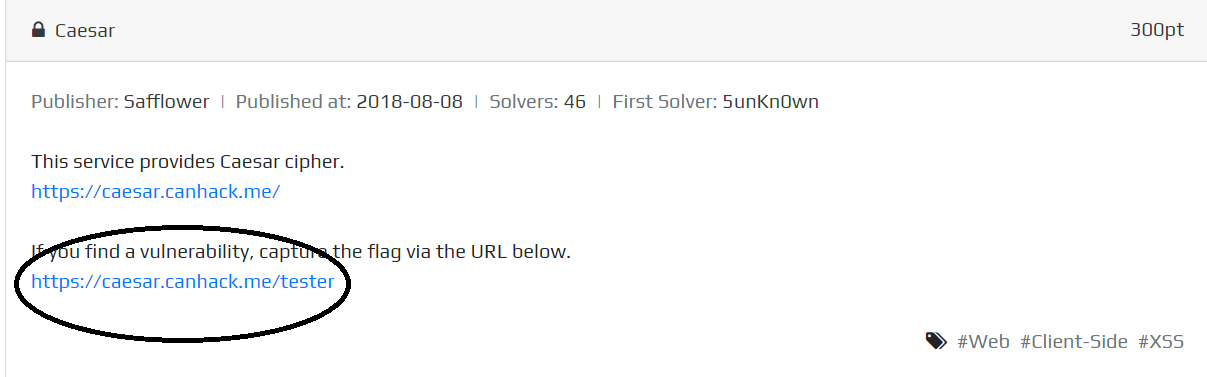 Caesar 300pt
Publisher: Safflower | Published at: 2018-08-08 | Solvers: 46 | First Solver: 5unKn0wn
This service provides Caesar cipher.
https://caesar.canhack.me/
If you find a vulnerability, capture the flag via the URL below.
https://caesar.canhack.me/tester
#Web #Client-Side #XSS